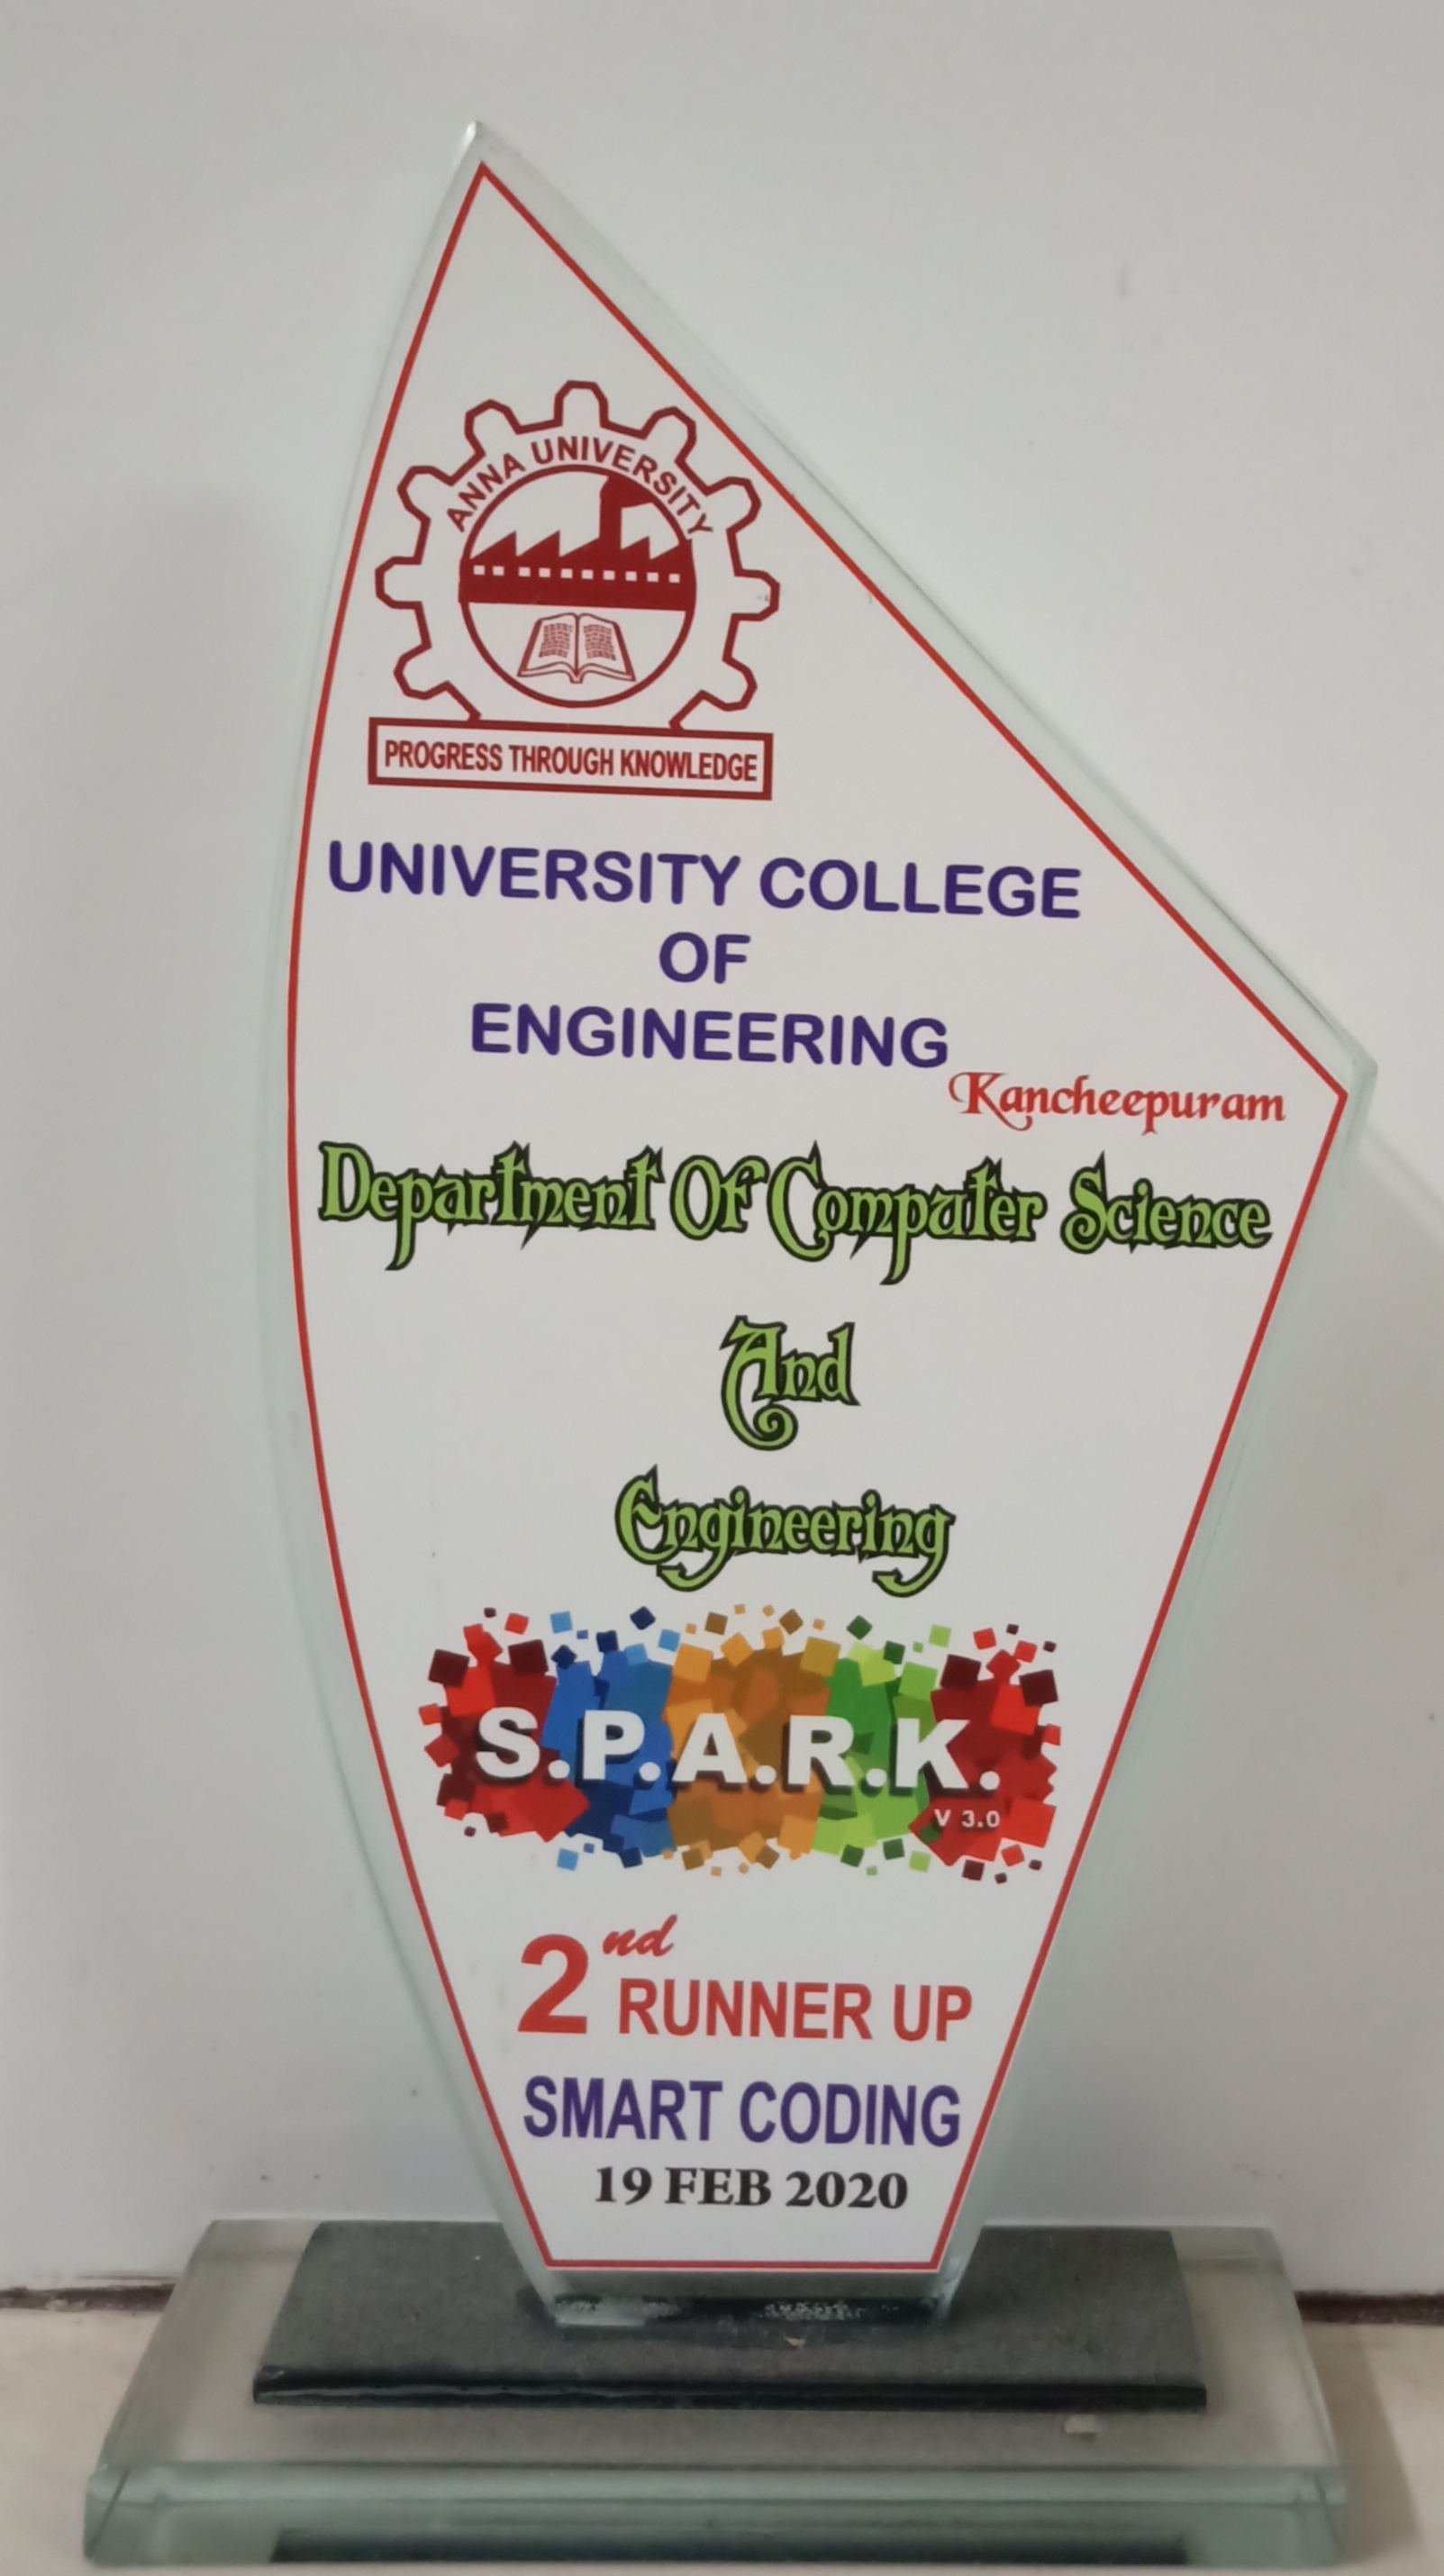 ANNA UNIVERSITY
PROGRESS THROUGH KNOWLEDGE
UNIVERSITY COLLEGE
OF
ENGINEERING
Kancheepuram
Department Of Computer Science
And
Engineering
S.P.A.R.K.
V 3.0
2nd RUNNER UP
SMART CODING
19 FEB 2020